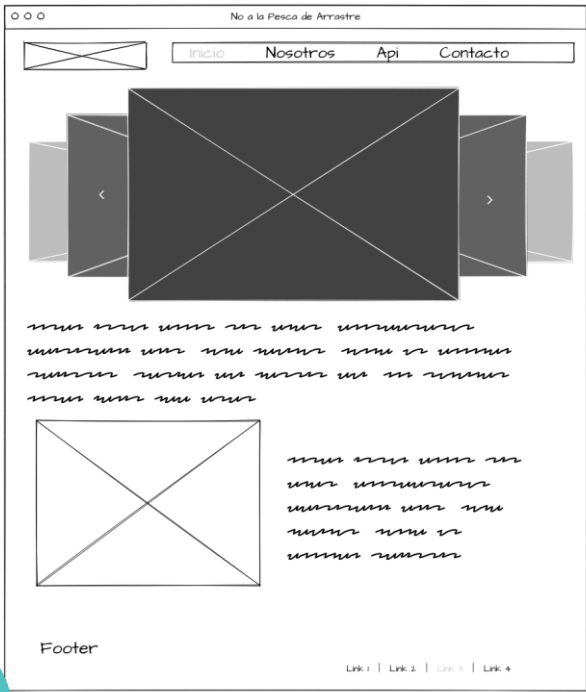 No a la Pesca de Arrastre
Inicio Nosotros Api Contacto
Footer
Link 1 | Link 2 | Link 3 | Link 4